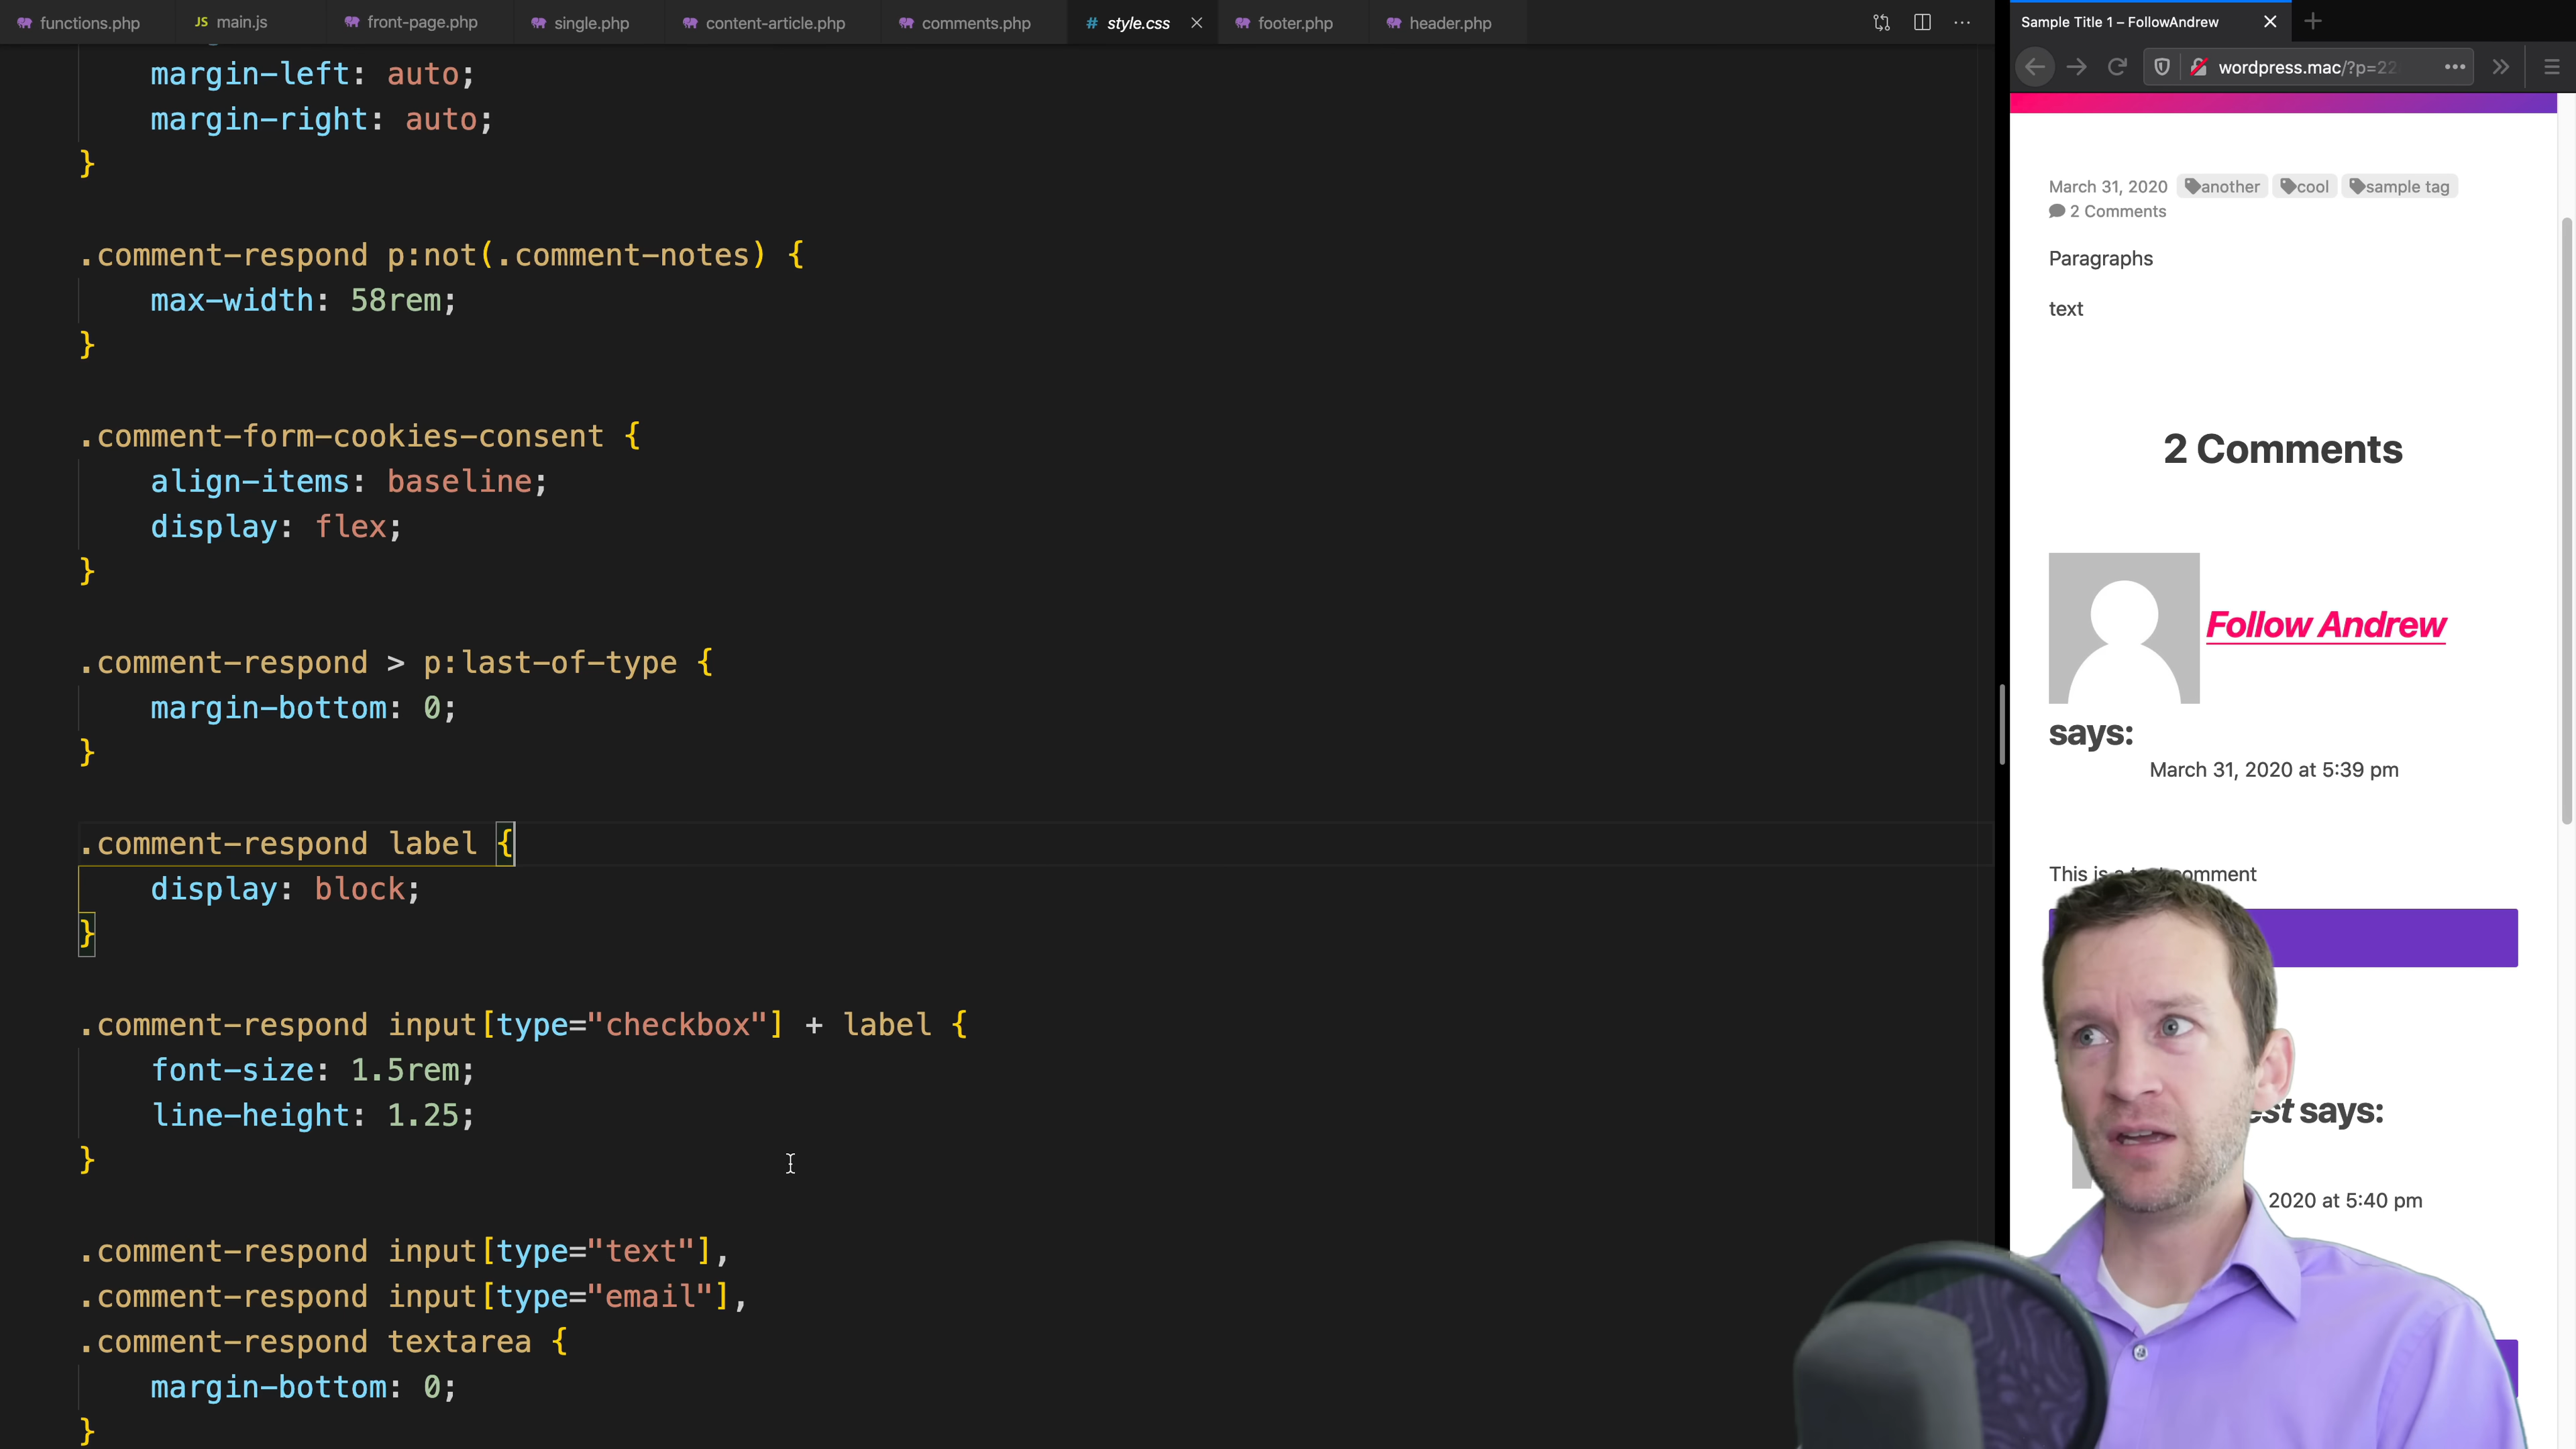 functions.php
JS main.js
front-page.php
single.php
content-article.php
comments.php
# style.css
footer.php
header.php
margin-left: auto;
margin-right: auto;
}
.comment-respond p:not(.comment-notes) {
max-width: 58rem;
}
.comment-form-cookies-consent {
align-items: baseline;
display: flex;
}
.comment-respond > p:last-of-type {
margin-bottom: 0;
}
.comment-respond label {
display: block;
}
.comment-respond input[type="checkbox"] + label {
font-size: 1.5rem;
line-height: 1.25;
}
.comment-respond input[type="text"],
.comment-respond input[type="email"],
.comment-respond textarea {
margin-bottom: 0;
}
Sample Title 1 – FollowAndrew
wordpress.mac/?p=22
March 31, 2020 another cool sample tag
2 Comments
Paragraphs
text
2 Comments
Follow Andrew
says:
March 31, 2020 at 5:39 pm
This is comment
says:
2020 at 5:40 pm